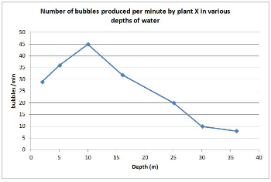 Number of bubbles produced per minute by plant X in various
depths of water
50
45
40
35
30
25
20
15
10
5
0
bubbles/min
0 5 10 15 20 25 30 35 40
Depth (in)